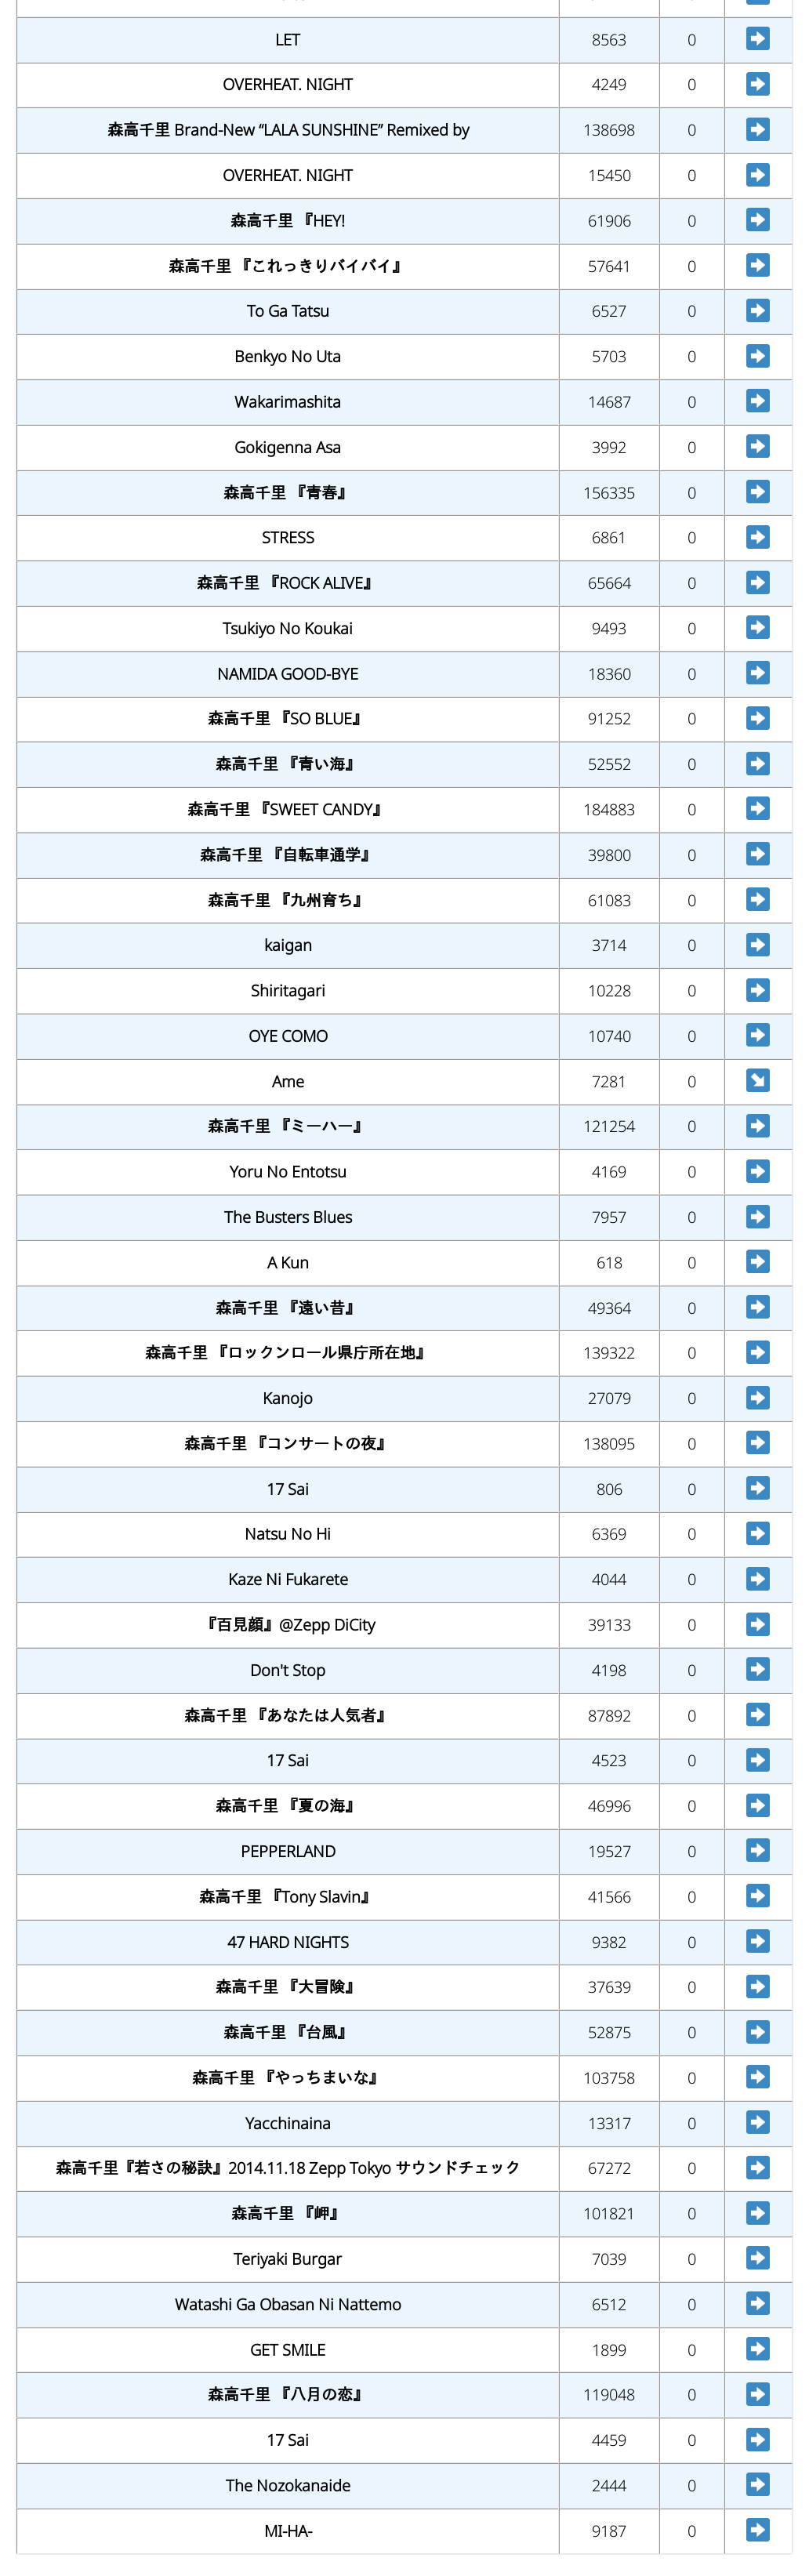 LET 8563 0
OVERHEAT. NIGHT 4249 0
森高千里 Brand-New “LALA SUNSHINE” Remixed by 138698 0
OVERHEAT. NIGHT 15450 0
森高千里 『HEY! 61906 0
森高千里 『これっきりバイバイ』 57641 0
To Ga Tatsu 6527 0
Benkyo No Uta 5703 0
Wakarimashita 14687 0
Gokigenna Asa 3992 0
森高千里 『青春』 156335 0
STRESS 6861 0
森高千里 『ROCK ALIVE』 65664 0
Tsukiyo No Koukai 9493 0
NAMIDA GOOD-BYE 18360 0
森高千里 『SO BLUE』 91252 0
森高千里 『青い海』 52552 0
森高千里 『SWEET CANDY』 184883 0
森高千里 『自転車通学』 39800 0
森高千里 『九州育ち』 61083 0
kaigan 3714 0
Shiritagari 10228 0
OYE COMO 10740 0
Ame 7281 0
森高千里 『ミーハー』 121254 0
Yoru No Entotsu 4169 0
The Busters Blues 7957 0
A Kun 618 0
森高千里 『遠い昔』 49364 0
森高千里 『ロックンロール県庁所在地』 139322 0
Kanojo 27079 0
森高千里 『コンサートの夜』 138095 0
17 Sai 806 0
Natsu No Hi 6369 0
Kaze Ni Fukarete 4044 0
『百見顔』@Zepp DiCity 39133 0
Don't Stop 4198 0
森高千里 『あなたは人気者』 87892 0
17 Sai 4523 0
森高千里 『夏の海』 46996 0
PEPPERLAND 19527 0
森高千里 『Tony Slavin』 41566 0
47 HARD NIGHTS 9382 0
森高千里 『大冒険』 37639 0
森高千里 『台風』 52875 0
森高千里 『やっちまいな』 103758 0
Yacchinaina 13317 0
森高千里『若さの秘訣』2014.11.18 Zepp Tokyo サウンドチェック 67272 0
森高千里 『岬』 101821 0
Teriyaki Burgar 7039 0
Watashi Ga Obasan Ni Nattemo 6512 0
GET SMILE 1899 0
森高千里 『八月の恋』 119048 0
17 Sai 4459 0
The Nozokanaide 2444 0
MI-HA- 9187 0